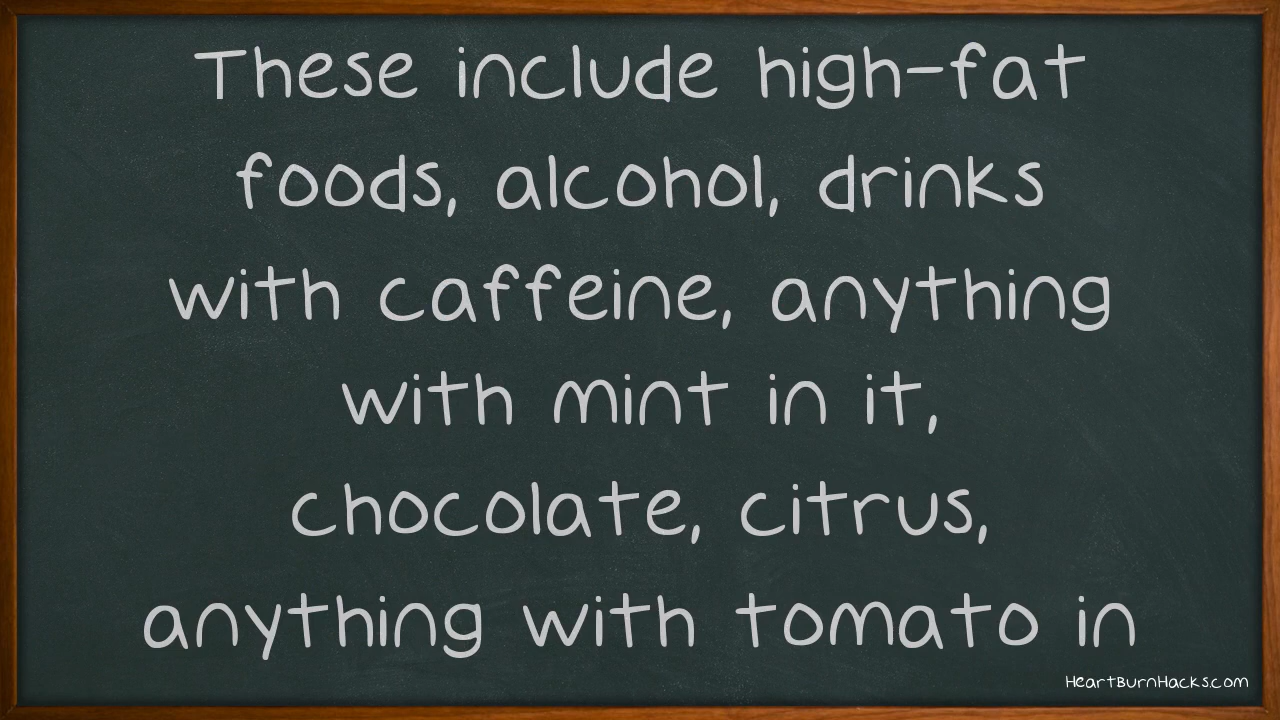 These include high-fat
foods, alcohol, drinks
with caffeine, anything
with mint in it,
chocolate, citrus,
anything with tomato in
HeartBurnHacks.com